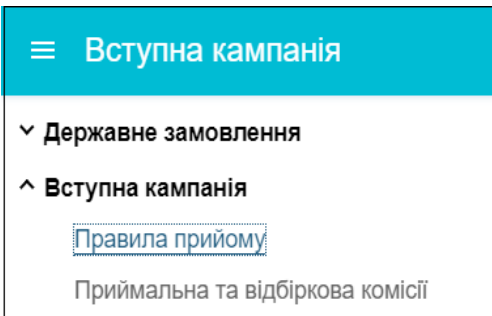 Вступна кампанія
Державне замовлення
Вступна кампанія
Правила прийому
Приймальна та відбіркова комісії